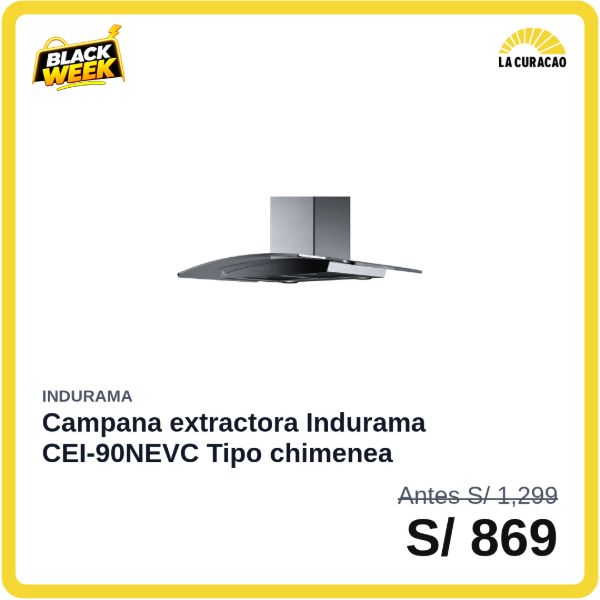 BLACK
WEEK
LA CURACAO
INDURAMA
Campana extractora Indurama
CEI-90NEVC Tipo chimenea
Antes S/ 1,299
S/ 869